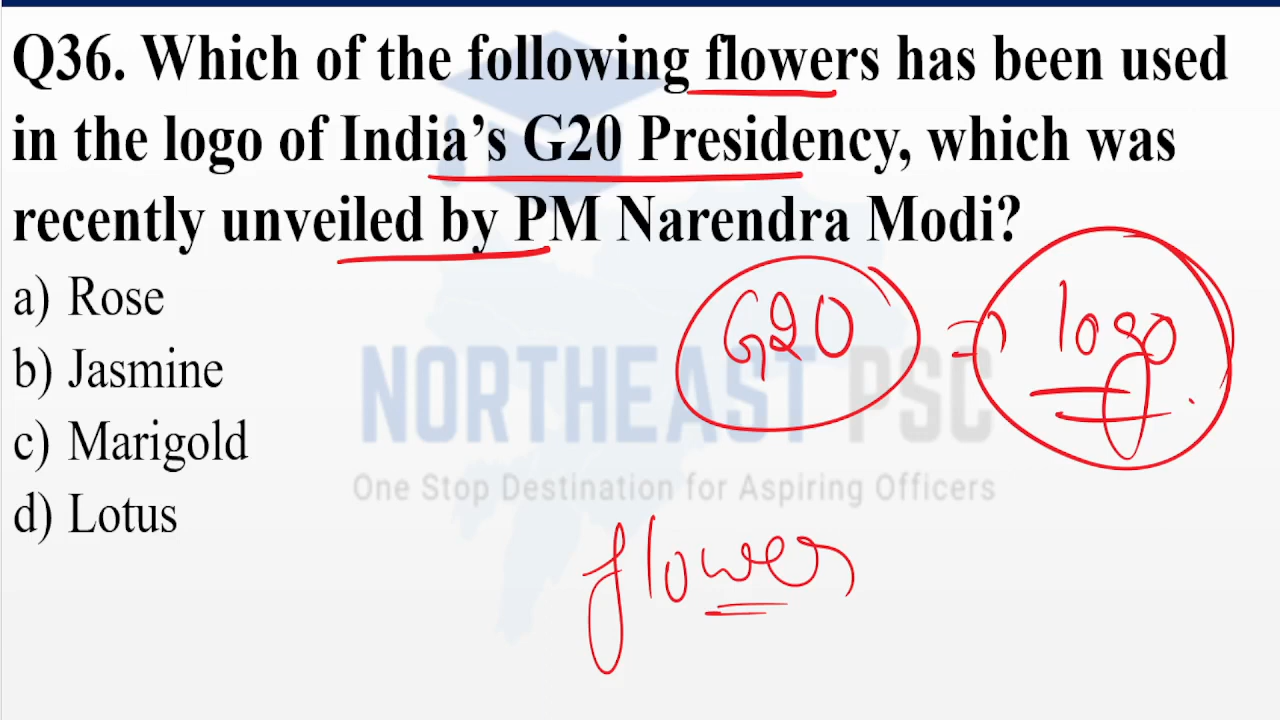 Q36. Which of the following flowers has been used
in the logo of India’s G20 Presidency, which was
recently unveiled by PM Narendra Modi?
a) Rose
b) Jasmine
c) Marigold
d) Lotus
G20 => logo
NORTHEAST PSC
One Stop Destination for Aspiring Officers
flower